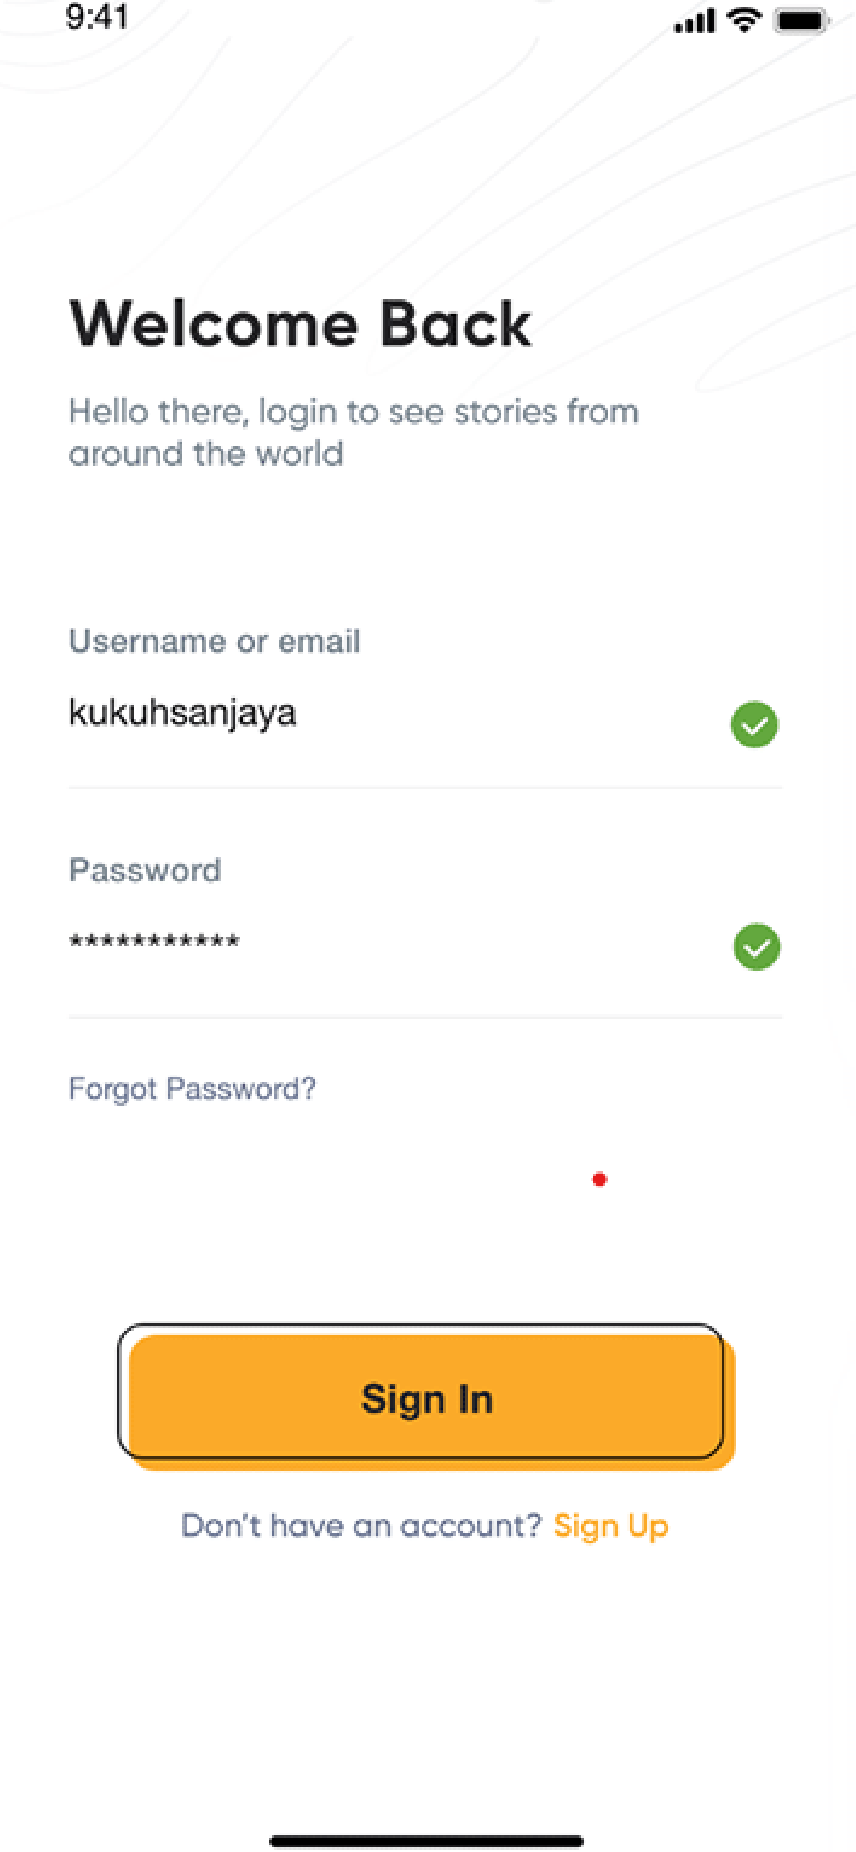 9:41
Welcome Back
Hello there, login to see stories from
around the world
Username or email
kukuhsanjaya
Password
***********
Forgot Password?
Sign In
Don't have an account? Sign Up